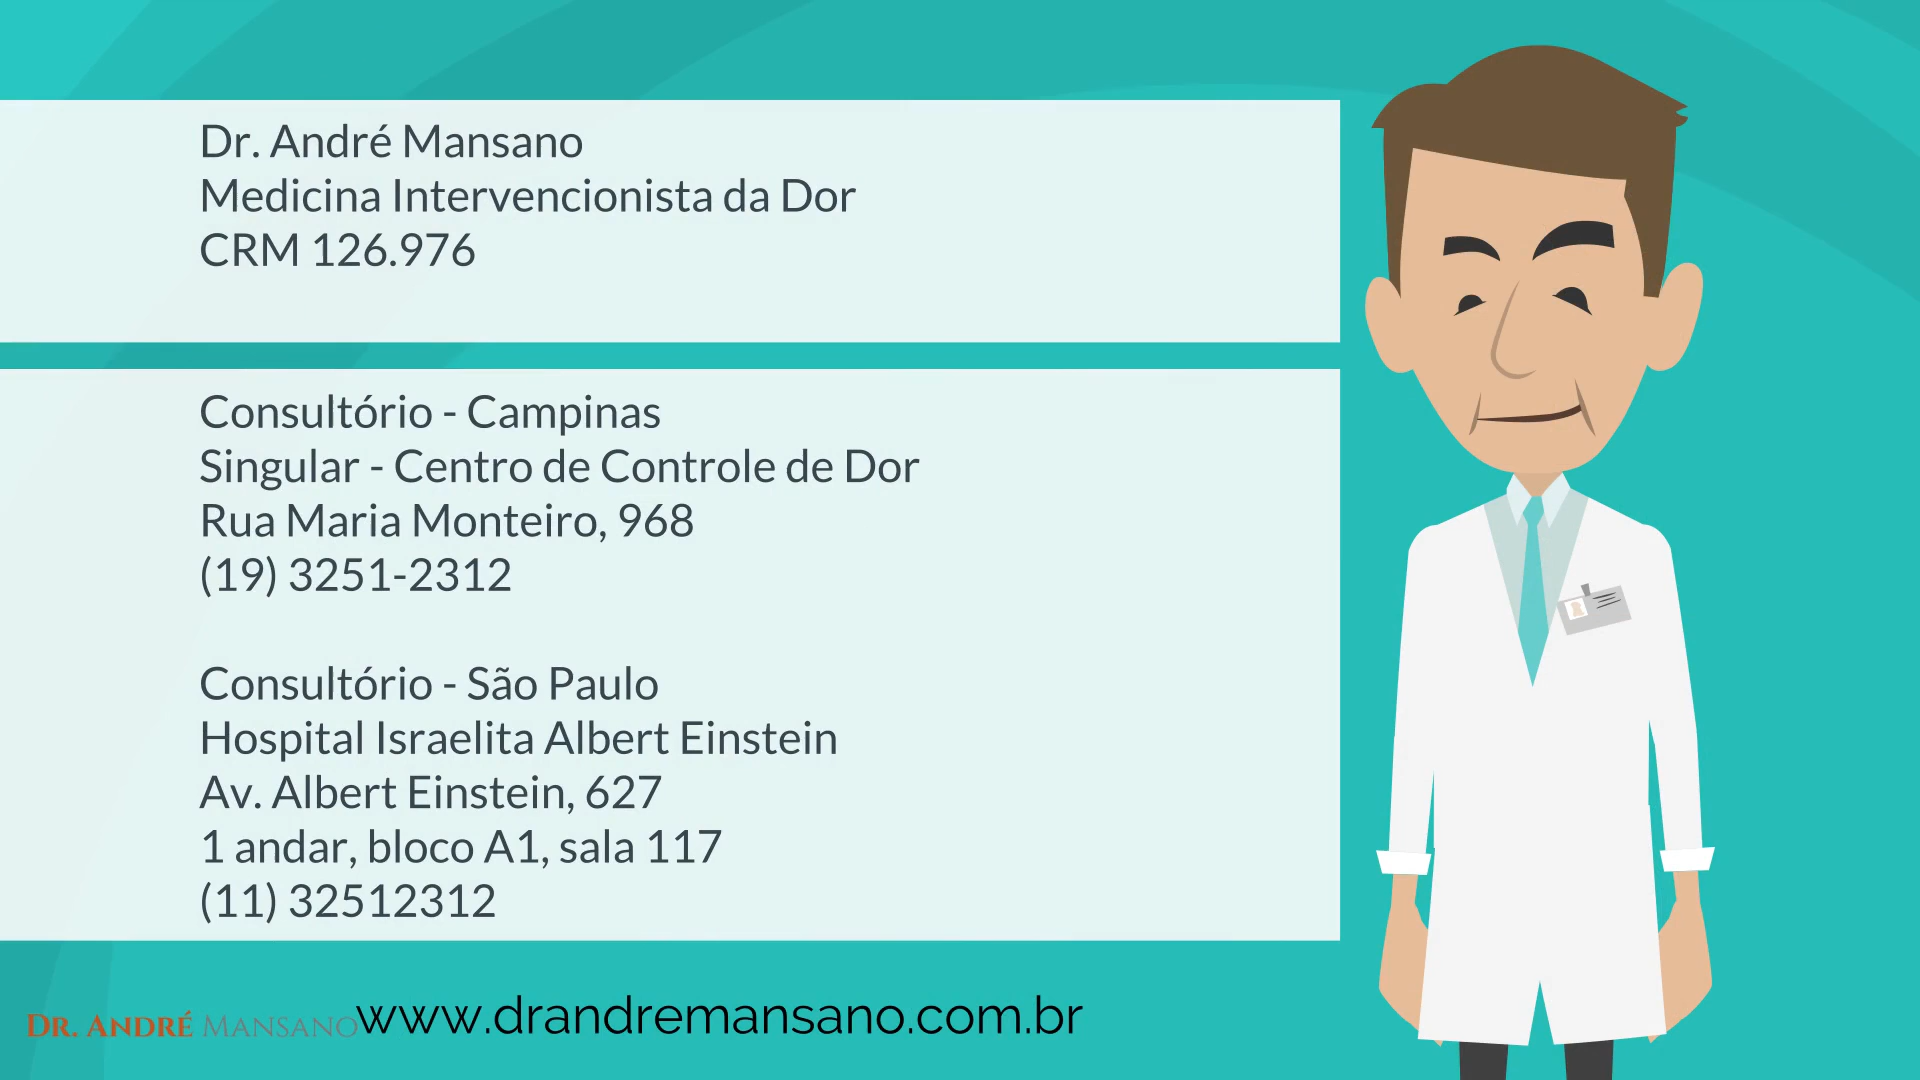 Dr. André Mansano
Medicina Intervencionista da Dor
CRM 126.976
Consultório - Campinas
Singular - Centro de Controle de Dor
Rua Maria Monteiro, 968
(19) 3251-2312
Consultório - São Paulo
Hospital Israelita Albert Einstein
Av. Albert Einstein, 627
1 andar, bloco A1, sala 117
(11) 32512312
DR. ANDRÉ MANSANO
www.drandremansano.com.br